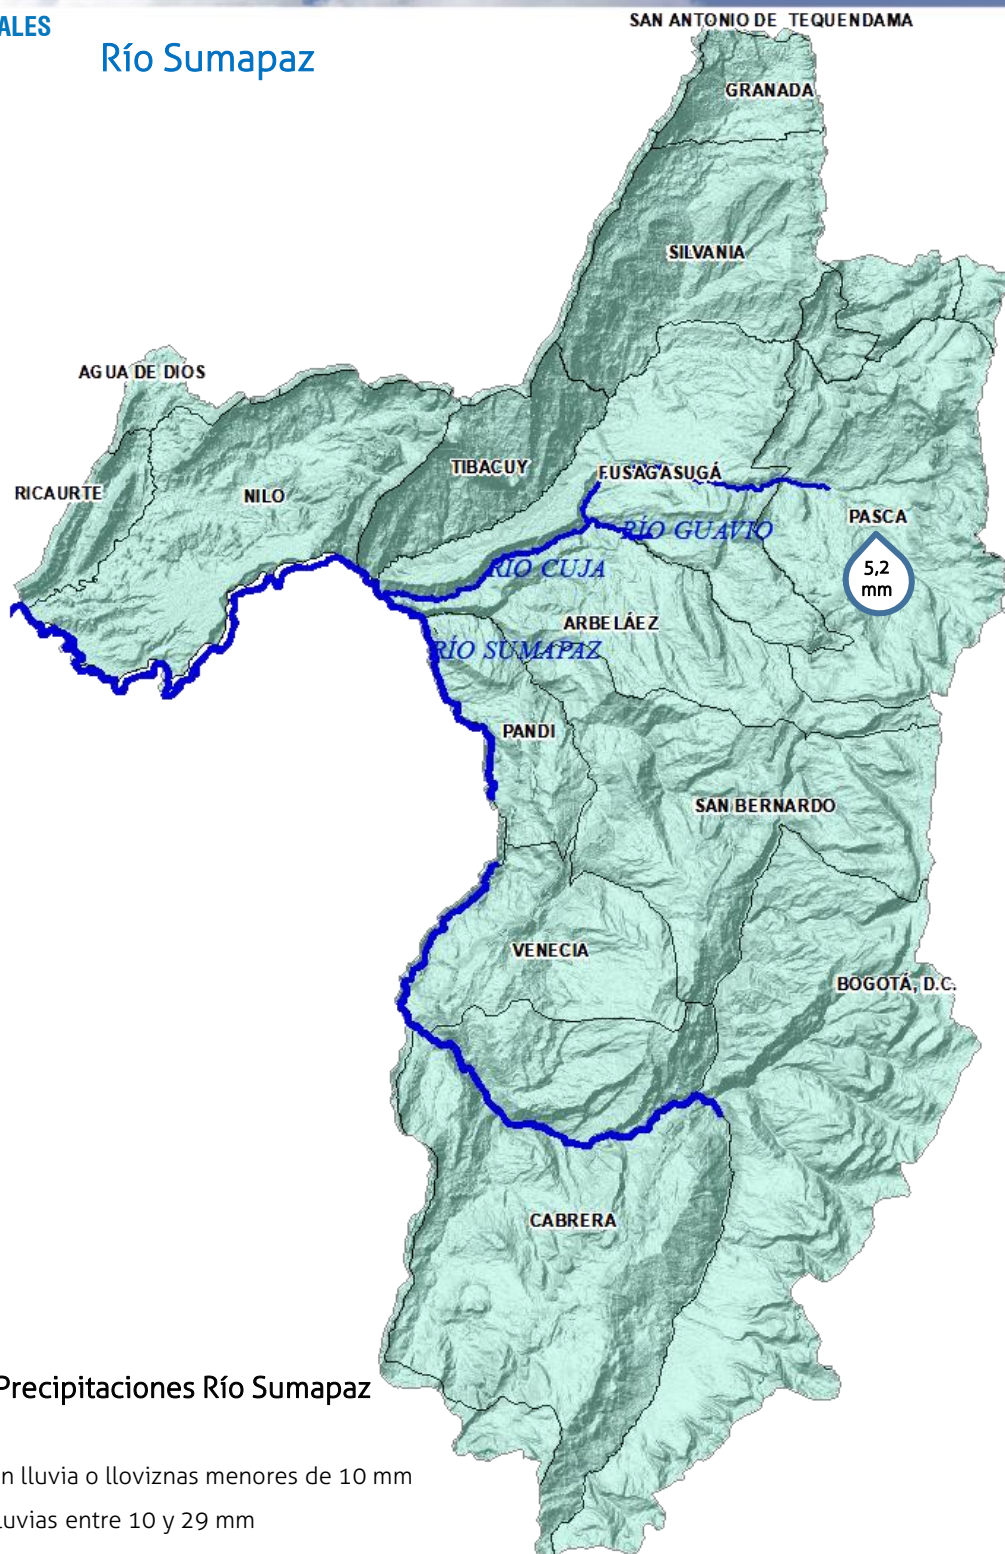 ALES
SAN ANTONIO DE TEQUENDAMA
Río Sumapaz
GRANADA
SILVANIA
AGUA DE DIOS
TIBACUY
FUSAGASUGÁ
RICAURTE
NILO
PASCA
RÍO GUAVIO
5,2
mm
RÍO CUJA
ARBELÁEZ
RÍO SUMAPAZ
PANDI
SAN BERNARDO
VENECIA
BOGOTÁ, D.C.
CABRERA
Precipitaciones Río Sumapaz
n lluvia o lloviznas menores de 10 mm
luvias entre 10 y 29 mm